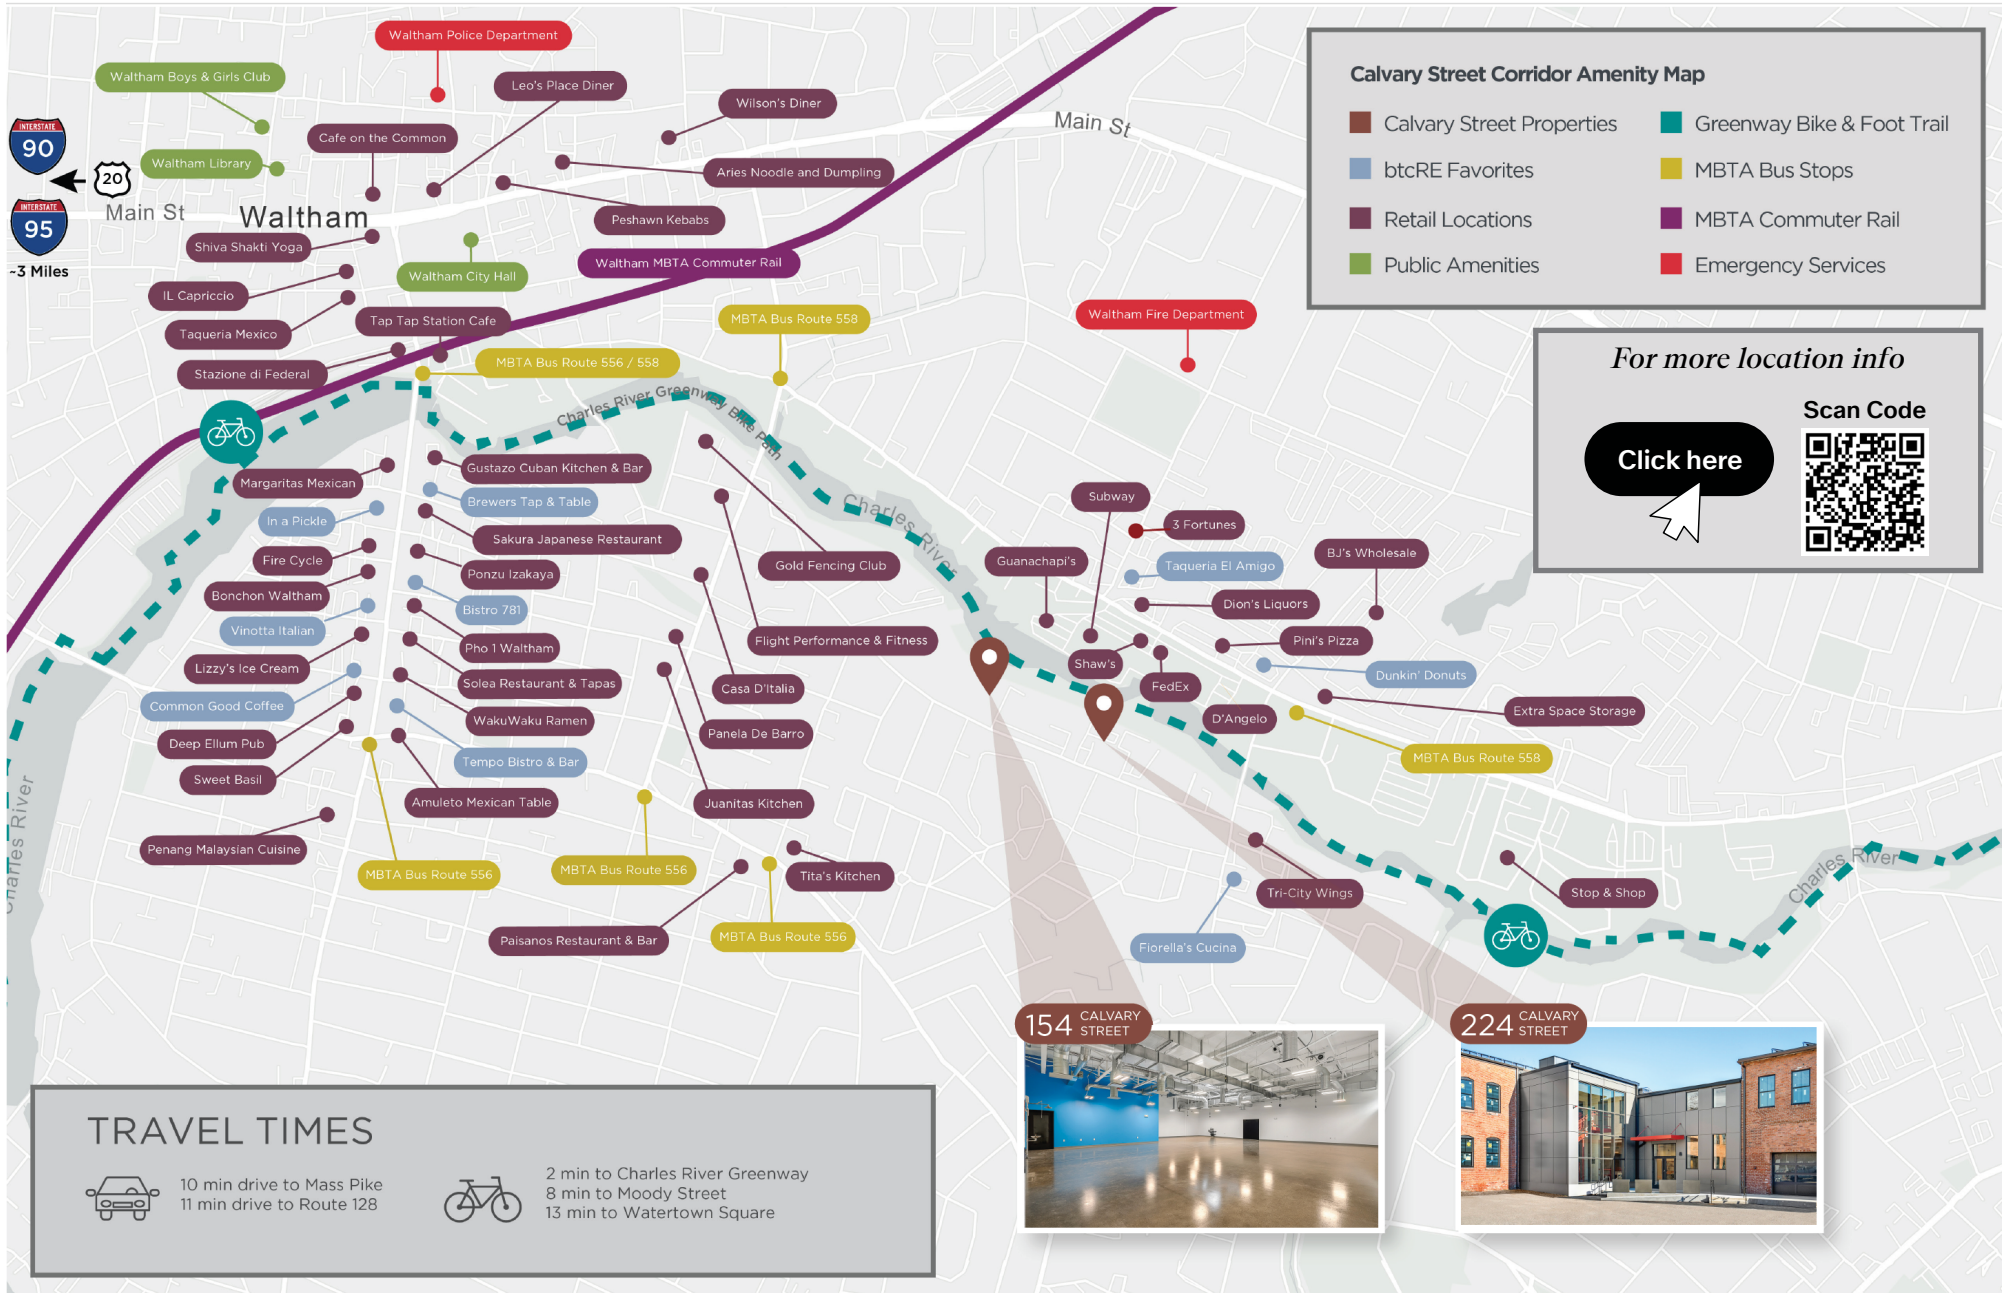 Waltham Police Department
Waltham Boys & Girls Club
Leo's Place Diner
Wilson's Diner
Cafe on the Common
Waltham Library
Aries Noodle and Dumpling
Peshawn Kebabs
INTERSTATE
90
20
INTERSTATE
95
~3 Miles
Main St
Waltham
Main St
Shiva Shakti Yoga
Waltham City Hall
Waltham MBTA Commuter Rail
IL Capriccio
Taqueria Mexico
Tap Tap Station Cafe
Stazione di Federal
MBTA Bus Route 556 / 558
MBTA Bus Route 558
Waltham Fire Department
Calvary Street Corridor Amenity Map
Calvary Street Properties
btcRE Favorites
Retail Locations
Public Amenities
Greenway Bike & Foot Trail
MBTA Bus Stops
MBTA Commuter Rail
Emergency Services
For more location info
Scan Code
Click here
Charles River Greenway Bike Path
Charles River
Margaritas Mexican
In a Pickle
Fire Cycle
Bonchon Waltham
Vinotta Italian
Lizzy's Ice Cream
Common Good Coffee
Deep Ellum Pub
Sweet Basil
Penang Malaysian Cuisine
Gustazo Cuban Kitchen & Bar
Brewers Tap & Table
Sakura Japanese Restaurant
Ponzu Izakaya
Bistro 781
Pho 1 Waltham
Solea Restaurant & Tapas
WakuWaku Ramen
Tempo Bistro & Bar
Amuleto Mexican Table
MBTA Bus Route 556
Gold Fencing Club
Flight Performance & Fitness
Casa D'Italia
Panela De Barro
Juanitas Kitchen
MBTA Bus Route 556
Tita's Kitchen
Paisanos Restaurant & Bar
MBTA Bus Route 556
Subway
3 Fortunes
Guanachapi's
Taqueria El Amigo
BJ's Wholesale
Dion's Liquors
Pini's Pizza
Shaw's
FedEx
Dunkin' Donuts
D'Angelo
Extra Space Storage
MBTA Bus Route 558
Tri-City Wings
Stop & Shop
Fiorella's Cucina
Charles River
Charles River
154 CALVARY
STREET
224 CALVARY
STREET
TRAVEL TIMES
10 min drive to Mass Pike
11 min drive to Route 128
2 min to Charles River Greenway
8 min to Moody Street
13 min to Watertown Square